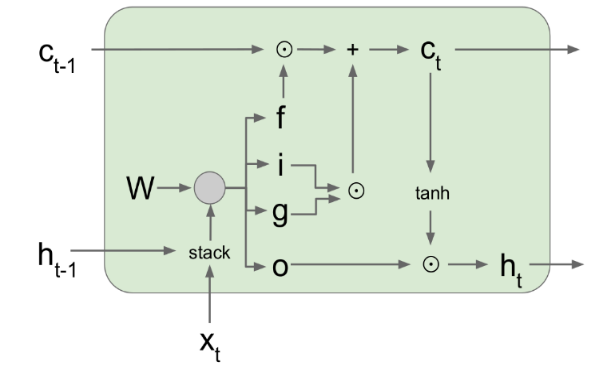 c_{t-1} ⊙ + c_t
f
i
W ⊙ tanh
g
h_{t-1} stack o ⊙ h_t
x_t